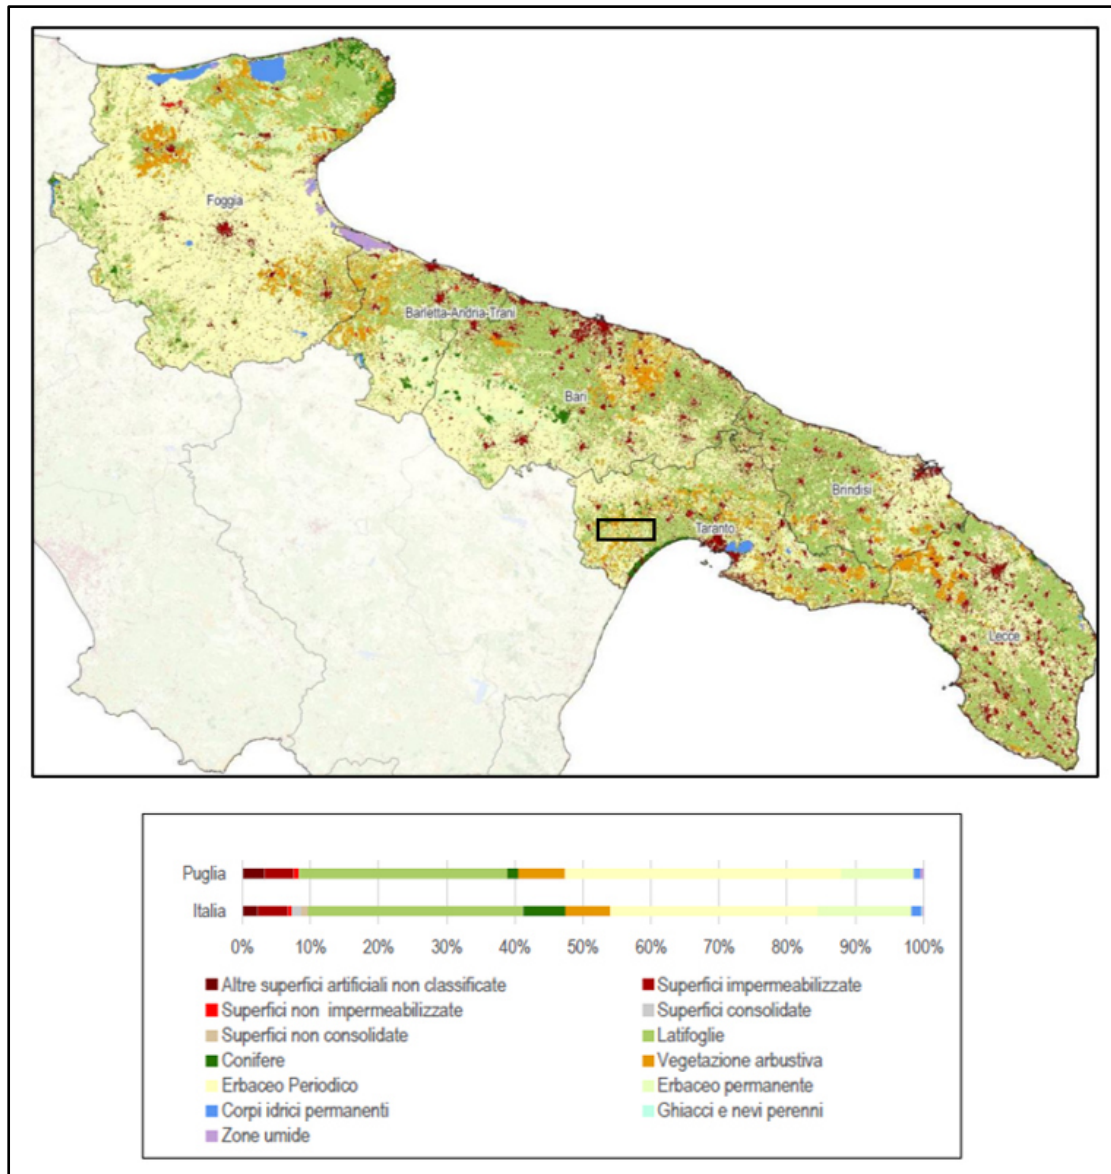 Foggia
Barletta-Andria-Trani
Bari
Brindisi
Taranto
Lecce
Puglia
Italia
0% 10% 20% 30% 40% 50% 60% 70% 80% 90% 100%
Altre superfici artificiali non classificate Superfici impermeabilizzate
Superfici non impermeabilizzate Superfici consolidate
Superfici non consolidate Latifoglie
Conifere Vegetazione arbustiva
Erbaceo Periodico Erbaceo permanente
Corpi idrici permanenti Ghiacci e nevi perenni
Zone umide